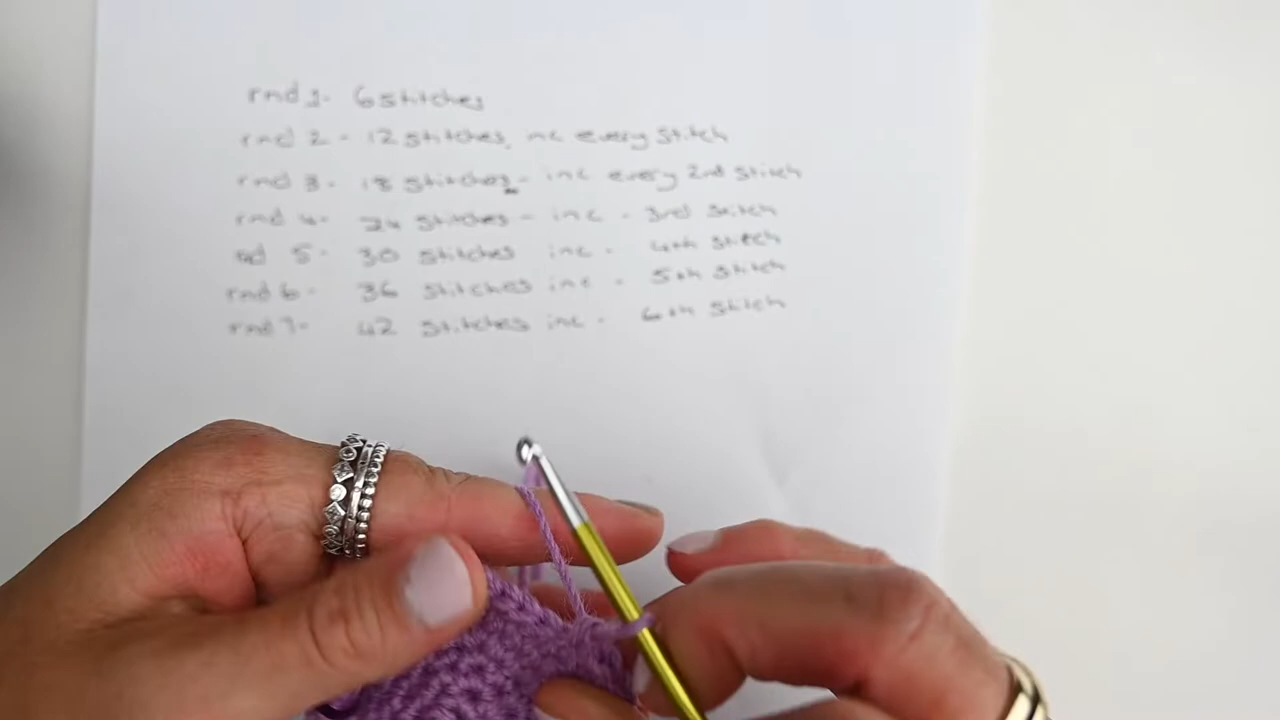 rnd 1- 6 stitches
rnd 2 - 12 stitches, inc every stitch
rnd 3 - 18 stitches - inc every 2nd stitch
rnd 4- 24 stitches - inc - 3rd stitch
rd 5- 30 stitches inc - 4th stitch
rnd 6 - 36 stitches inc - 5th stitch
rnd 7- 42 stitches inc - 6th stitch